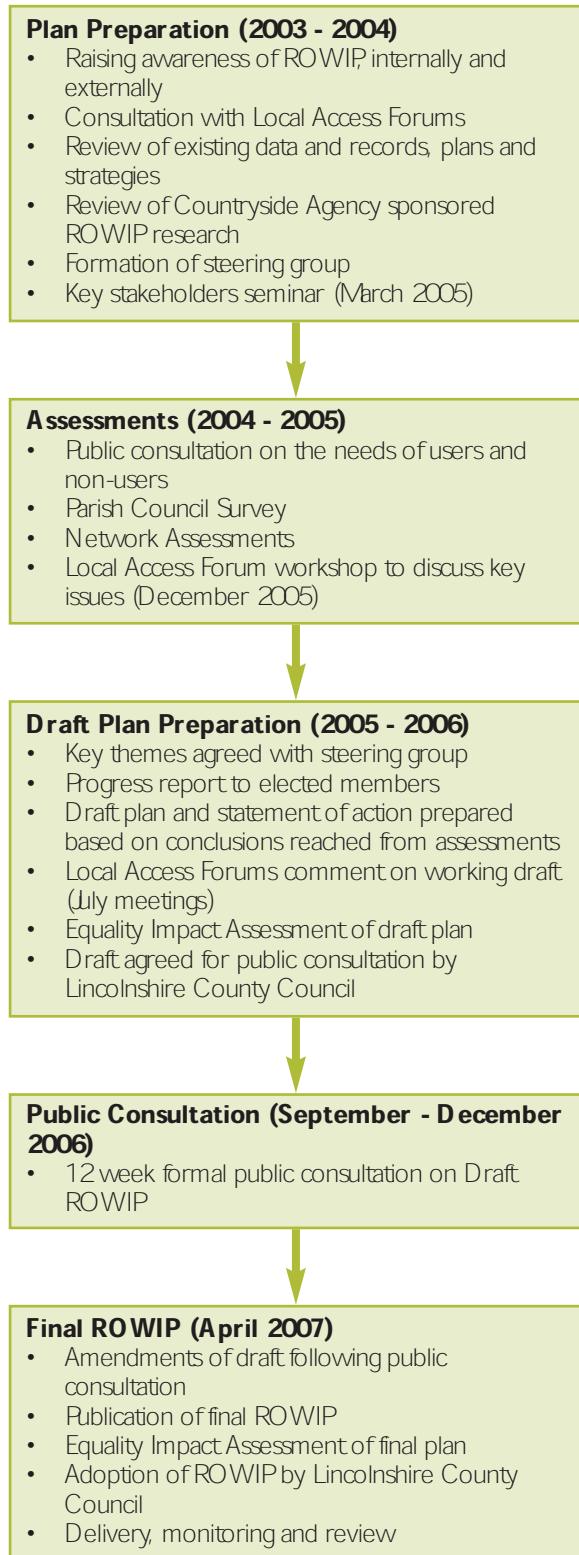 Plan Preparation (2003 - 2004)
• Raising awareness of ROWIP, internally and
externally
• Consultation with Local Access Forums
• Review of existing data and records, plans and
strategies
• Review of Countryside Agency sponsored
ROWIP research
• Formation of steering group
• Key stakeholders seminar (March 2005)
Assessments (2004 - 2005)
• Public consultation on the needs of users and
non-users
• Parish Council Survey
• Network Assessments
• Local Access Forum workshop to discuss key
issues (December 2005)
Draft Plan Preparation (2005 - 2006)
• Key themes agreed with steering group
• Progress report to elected members
• Draft plan and statement of action prepared
based on conclusions reached from assessments
• Local Access Forums comment on working draft
(July meetings)
• Equality Impact Assessment of draft plan
• Draft agreed for public consultation by
Lincolnshire County Council
Public Consultation (September - December
2006)
• 12 week formal public consultation on Draft
ROWIP
Final ROWIP (April 2007)
• Amendments of draft following public
consultation
• Publication of final ROWIP
• Equality Impact Assessment of final plan
• Adoption of ROWIP by Lincolnshire County
Council
• Delivery, monitoring and review